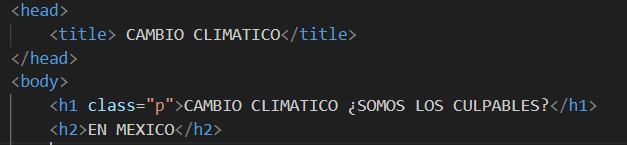 <head>
<title> CAMBIO CLIMATICO</title>
</head>
<body>
<h1 class="p">CAMBIO CLIMATICO ¿SOMOS LOS CULPABLES?</h1>
<h2>EN MEXICO</h2>